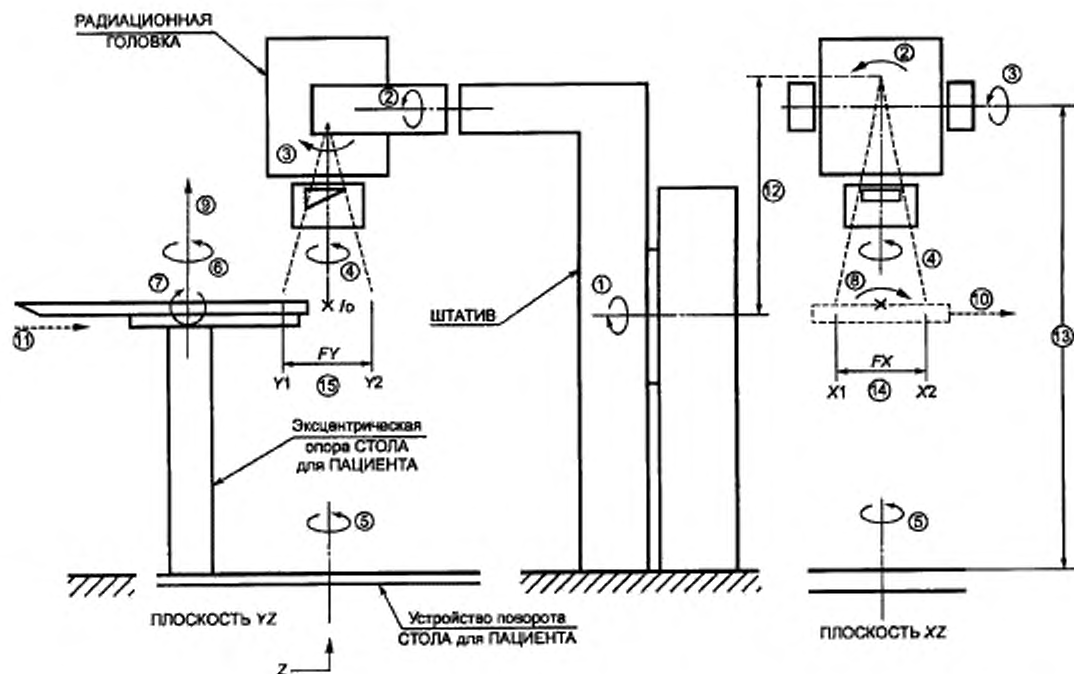 РАДИАЦИОННАЯ
ГОЛОВКА
②
③
②
③
⑫
⑨
⑥
④
④
⑦
⑧
①
I₀
ШТАТИВ
⑩
⑪
⑬
FY
FX
Y1
⑮
Y2
X1
⑭
X2
Эксцентрическая
опора СТОЛА
для ПАЦИЕНТА
⑤
⑤
ПЛОСКОСТЬ YZ
Устройство поворота
СТОЛА для ПАЦИЕНТА
ПЛОСКОСТЬ XZ
Z